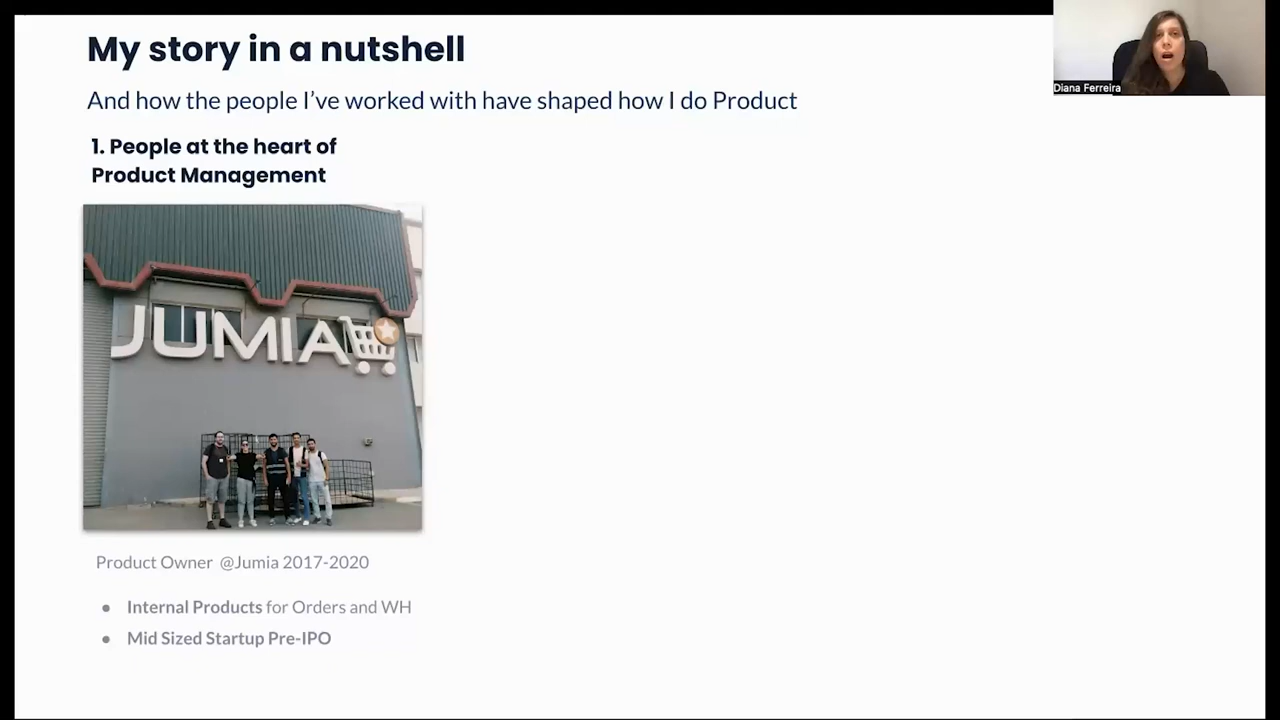 My story in a nutshell
And how the people I've worked with have shaped how I do Product
1. People at the heart of
Product Management
JUMIA
Product Owner @Jumia 2017-2020
● Internal Products for Orders and WH
● Mid Sized Startup Pre-IPO
Diana Ferreira